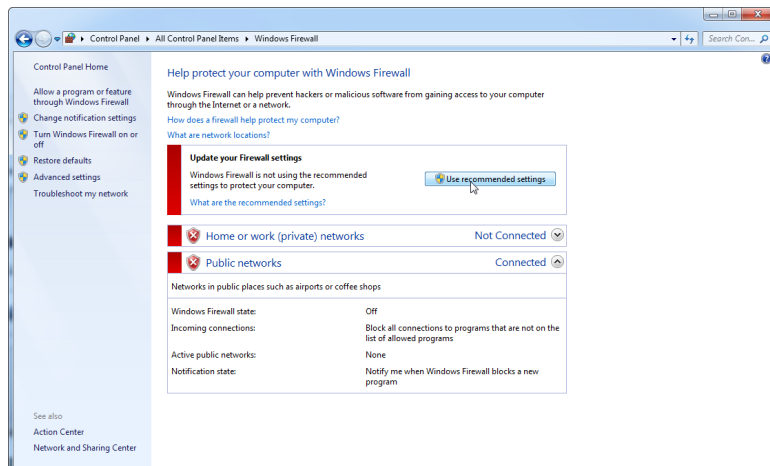 Control Panel ▸ All Control Panel Items ▸ Windows Firewall
Search Con...
Control Panel Home
Allow a program or feature
through Windows Firewall
Change notification settings
Turn Windows Firewall on or
off
Restore defaults
Advanced settings
Troubleshoot my network
See also
Action Center
Network and Sharing Center
Help protect your computer with Windows Firewall
Windows Firewall can help prevent hackers or malicious software from gaining access to your computer
through the Internet or a network.
How does a firewall help protect my computer?
What are network locations?
Update your Firewall settings
Windows Firewall is not using the recommended
settings to protect your computer.
Use recommended settings
What are the recommended settings?
Home or work (private) networks Not Connected
Public networks Connected
Networks in public places such as airports or coffee shops
Windows Firewall state: Off
Incoming connections: Block all connections to programs that are not on the
list of allowed programs
Active public networks: None
Notification state: Notify me when Windows Firewall blocks a new
program